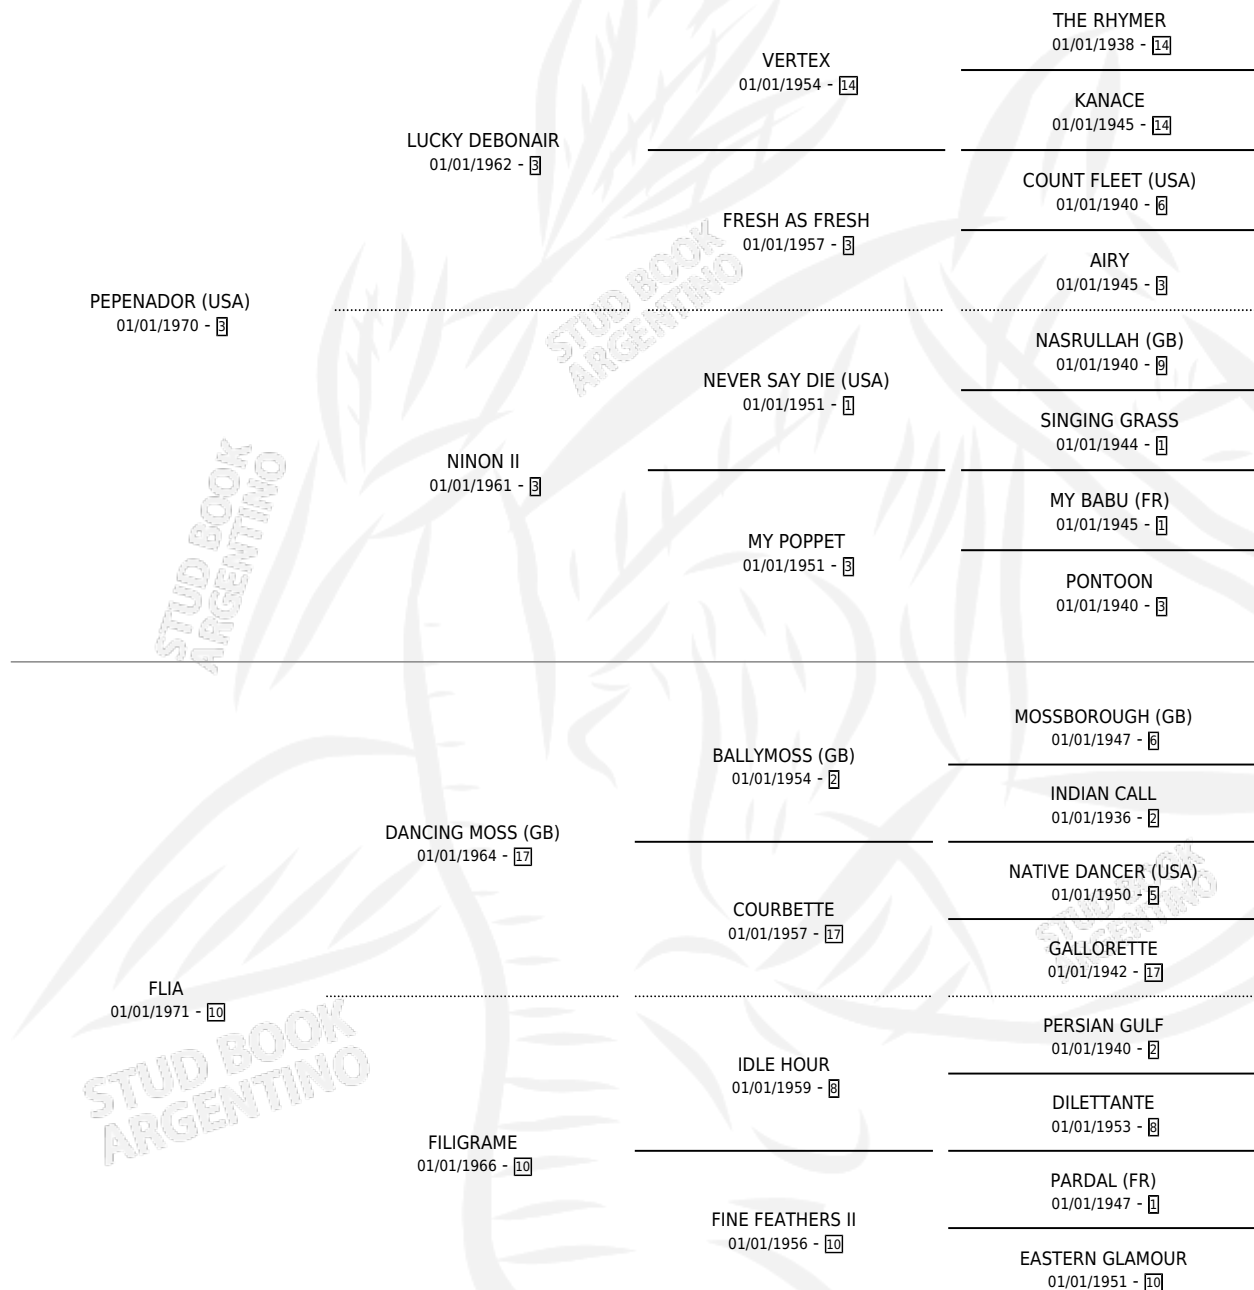 THE RHYMER
01/01/1938 - 14
VERTEX
01/01/1954 - 14
KANACE
01/01/1945 - 14
LUCKY DEBONAIR
01/01/1962 - 3
COUNT FLEET (USA)
01/01/1940 - 6
FRESH AS FRESH
01/01/1957 - 3
AIRY
01/01/1945 - 3
PEPENADOR (USA)
01/01/1970 - 3
STUD BOOK
ARGENTINO
NASRULLAH (GB)
01/01/1940 - 9
NEVER SAY DIE (USA)
01/01/1951 - 1
SINGING GRASS
01/01/1944 - 1
NINON II
01/01/1961 - 3
STUD BOOK
ARGENTINO
MY BABU (FR)
01/01/1945 - 1
MY POPPET
01/01/1951 - 3
PONTOON
01/01/1940 - 3
MOSSBOROUGH (GB)
01/01/1947 - 6
BALLYMOSS (GB)
01/01/1954 - 2
INDIAN CALL
01/01/1936 - 2
DANCING MOSS (GB)
01/01/1964 - 17
NATIVE DANCER (USA)
01/01/1950 - 5
STUD BOOK
ARGENTINO
COURBETTE
01/01/1957 - 17
GALLORETTE
01/01/1942 - 17
FLIA
01/01/1971 - 10
STUD BOOK
ARGENTINO
PERSIAN GULF
01/01/1940 - 2
IDLE HOUR
01/01/1959 - 8
DILETTANTE
01/01/1953 - 8
FILIGRAME
01/01/1966 - 10
PARDAL (FR)
01/01/1947 - 1
FINE FEATHERS II
01/01/1956 - 10
EASTERN GLAMOUR
01/01/1951 - 10